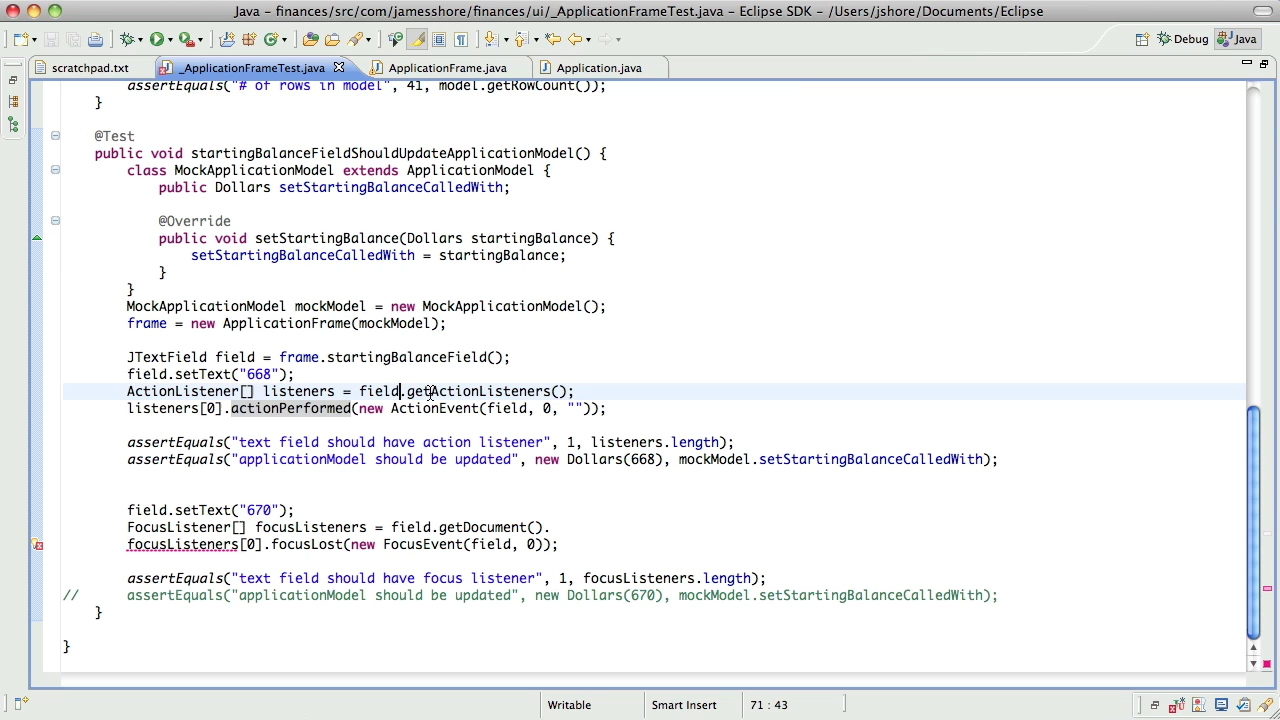 Java – finances/src/com/jamesshore/finances/ui/_ApplicationFrameTest.java – Eclipse SDK – /Users/jshore/Documents/Eclipse
Debug Java
scratchpad.txt _ApplicationFrameTest.java ApplicationFrame.java Application.java
assertEquals("# of rows in model", 41, model.getRowCount());
}
@Test
public void startingBalanceFieldShouldUpdateApplicationModel() {
class MockApplicationModel extends ApplicationModel {
public Dollars setStartingBalanceCalledWith;
@Override
public void setStartingBalance(Dollars startingBalance) {
setStartingBalanceCalledWith = startingBalance;
}
}
MockApplicationModel mockModel = new MockApplicationModel();
frame = new ApplicationFrame(mockModel);
JTextField field = frame.startingBalanceField();
field.setText("668");
ActionListener[] listeners = field.getActionListeners();
listeners[0].actionPerformed(new ActionEvent(field, 0, ""));
assertEquals("text field should have action listener", 1, listeners.length);
assertEquals("applicationModel should be updated", new Dollars(668), mockModel.setStartingBalanceCalledWith);
field.setText("670");
FocusListener[] focusListeners = field.getDocument().
focusListeners[0].focusLost(new FocusEvent(field, 0));
assertEquals("text field should have focus listener", 1, focusListeners.length);
// assertEquals("applicationModel should be updated", new Dollars(670), mockModel.setStartingBalanceCalledWith);
}
}
Writable Smart Insert 71 : 43